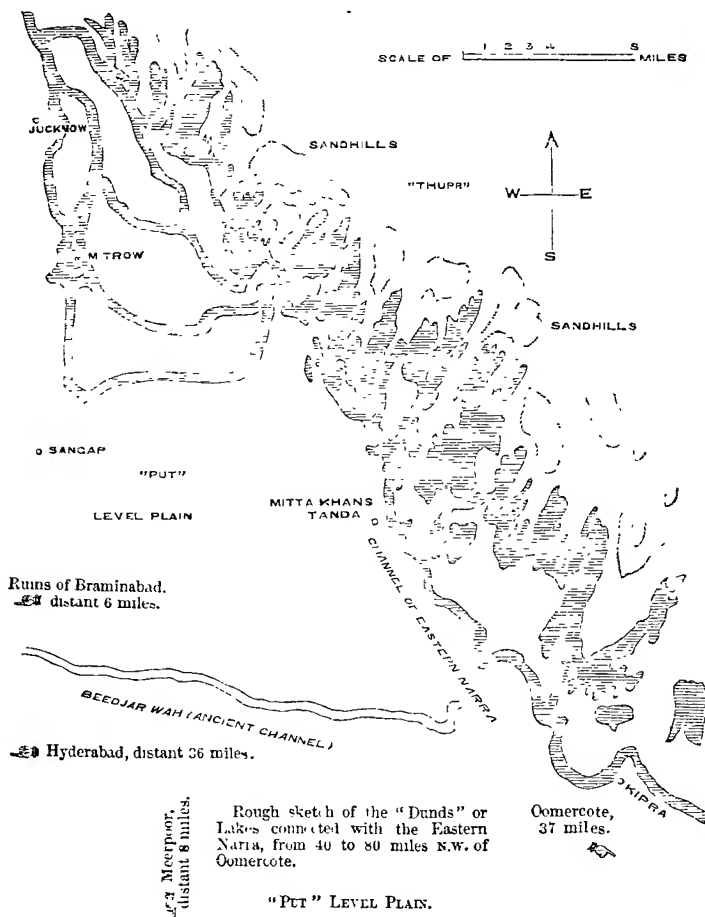 SCALE OF 1 2 3 4 8 MILES
C
JUCKNOW
SANDHILLS
"THUPR"
W E
S
MTROW
SANDHILLS
o SANGAP
"PUT"
LEVEL PLAIN
MITTA KHANS
TANDA
CHANNEL OF EASTERN NARRA
Ruins of Braminabad.
distant 6 miles.
BEEDJAR WAH (ANCIENT CHANNEL)
Hyderabad, distant 36 miles.
KIPRA
Meerpoor,
distant 8 miles.
Rough sketch of the "Dunds" or
Lakes connected with the Eastern
Narra, from 40 to 80 miles N.W. of
Oomercote.
Oomercote,
37 miles.
"PUT" LEVEL PLAIN.